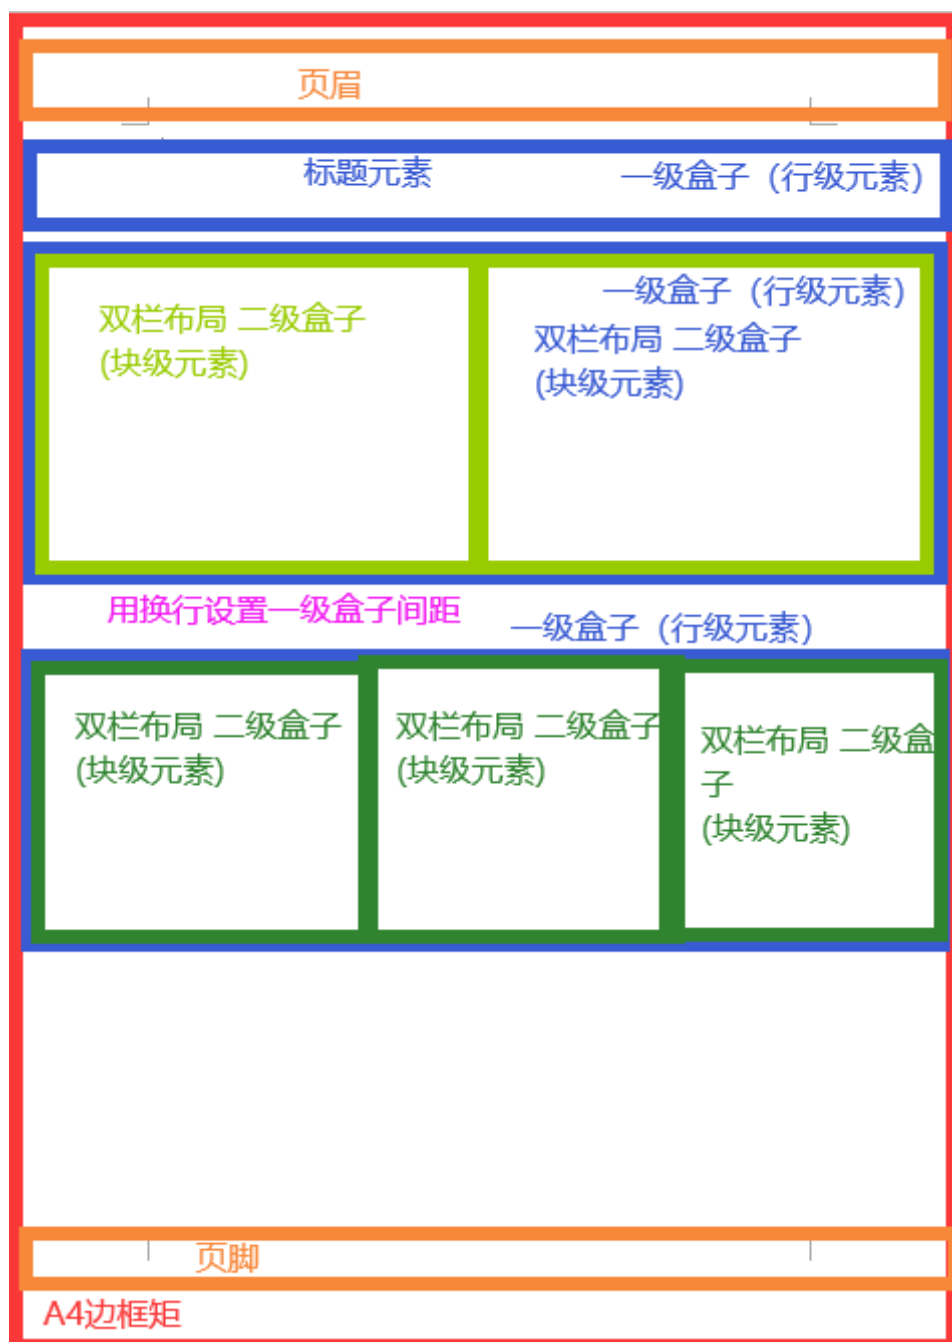 页眉
标题元素
一级盒子（行级元素）
一级盒子（行级元素）
双栏布局 二级盒子
(块级元素)
双栏布局 二级盒子
(块级元素)
用换行设置一级盒子间距
一级盒子（行级元素）
双栏布局 二级盒子
(块级元素)
双栏布局 二级盒子
(块级元素)
双栏布局 二级盒
子
(块级元素)
页脚
A4边框矩